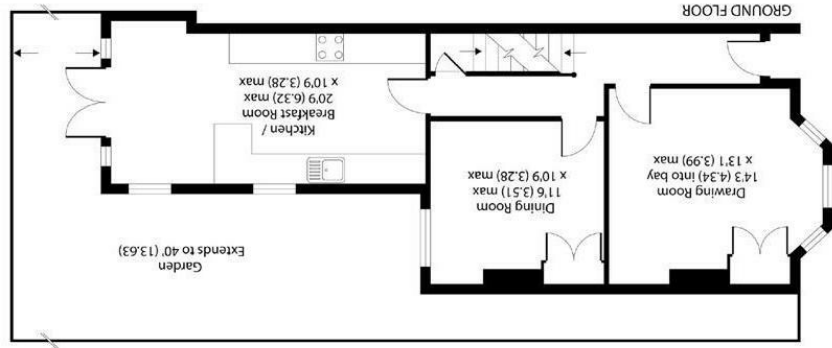 Garden
Extends to 40' (13.63)
Drawing Room
14'3 (4.34) into bay
x 13'1 (3.99) max
Dining Room
11'6 (3.51) max
x 10'9 (3.28) max
Kitchen /
Breakfast Room
20'9 (6.32) max
x 10'9 (3.28) max
GROUND FLOOR